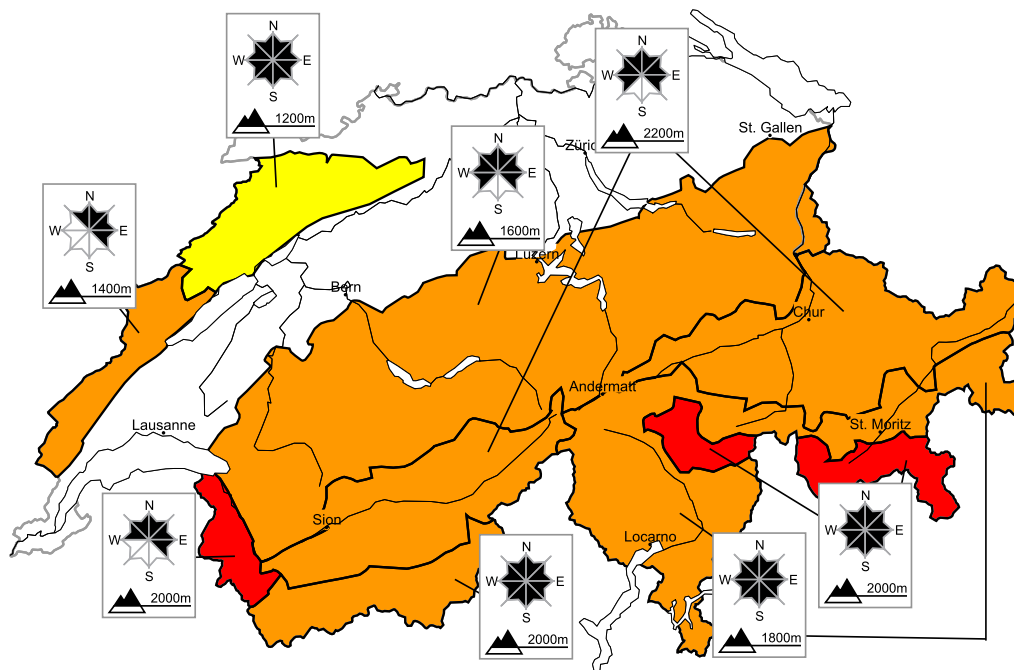 N
W E
S
1200m
N
W E
S
2200m
N
W E
S
1600m
N
W E
S
1400m
St. Gallen
Züric
Luzern
Bern
Chur
Andermatt
St. Moritz
Lausanne
Sion
Locarno
N
W E
S
2000m
N
W E
S
2000m
N
W E
S
1800m
N
W E
S
2000m